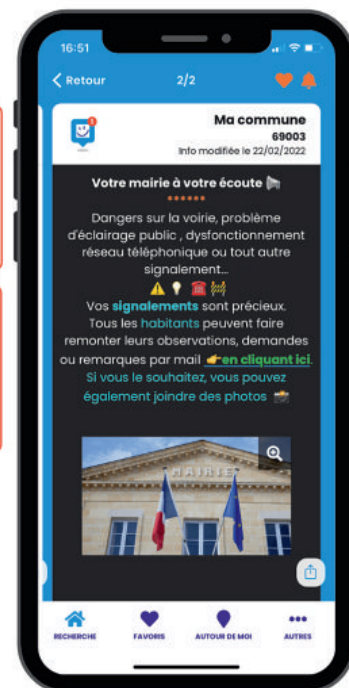 16:51
Retour
2/2
1
Ma commune
69003
Info modifiée le 22/02/2022
Votre mairie à votre écoute
Dangers sur la voirie, problème
d'éclairage public , dysfonctionnement
réseau téléphonique ou tout autre
signalement...
Vos signalements sont précieux.
Tous les habitants peuvent faire
remonter leurs observations, demandes
ou remarques par mail 👉en cliquant ici.
Si vous le souhaitez, vous pouvez
également joindre des photos 📸
MAIRIE
RECHERCHE
FAVORIS
AUTOUR DE MOI
AUTRES